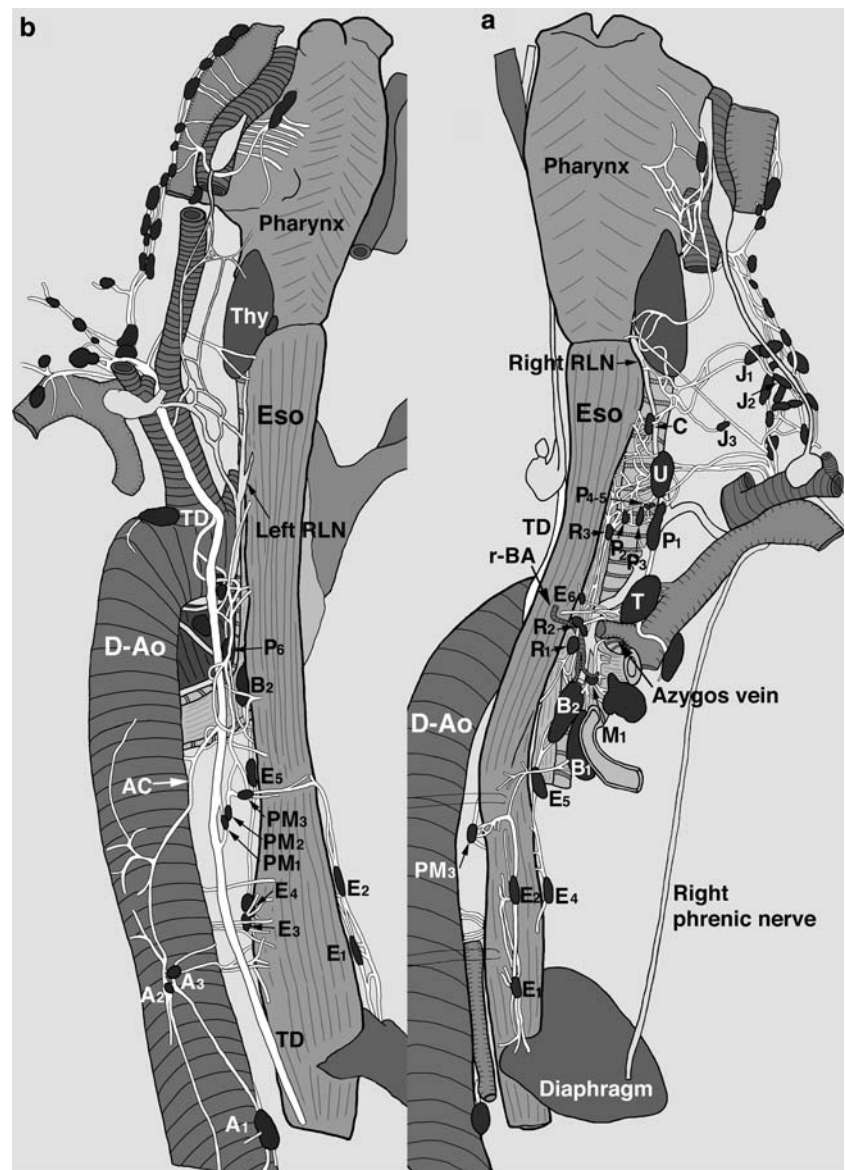 b
Pharynx
Thy
Eso
Left RLN
TD
D-Ao
P6
B2
AC
E5
PM3
PM2
PM1
E2
E4
E3
E1
A3
A2
TD
A1
a
Pharynx
Right RLN
Eso
J1
J2
J3
C
U
P4-5
TD
R3
P2
P3
P1
r-BA
E6
T
R2
R1
Azygos vein
D-Ao
B2
M1
B1
E5
PM3
E2
E4
Right
phrenic nerve
E1
Diaphragm